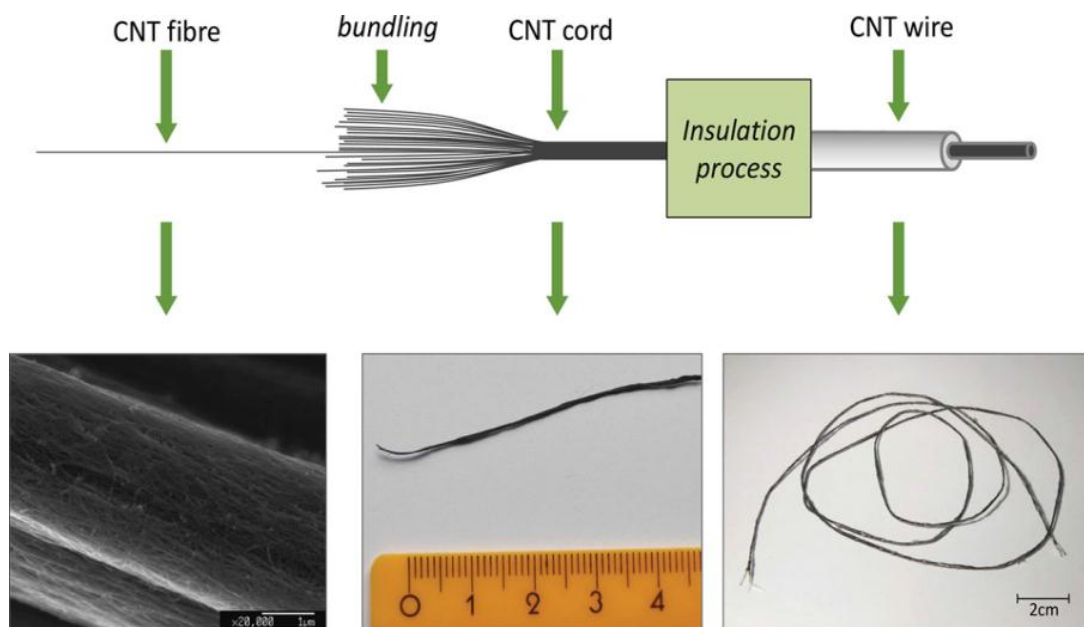 CNT fibre
bundling
CNT cord
CNT wire
Insulation
process
×20,000 1µm
0 1 2 3 4
2cm